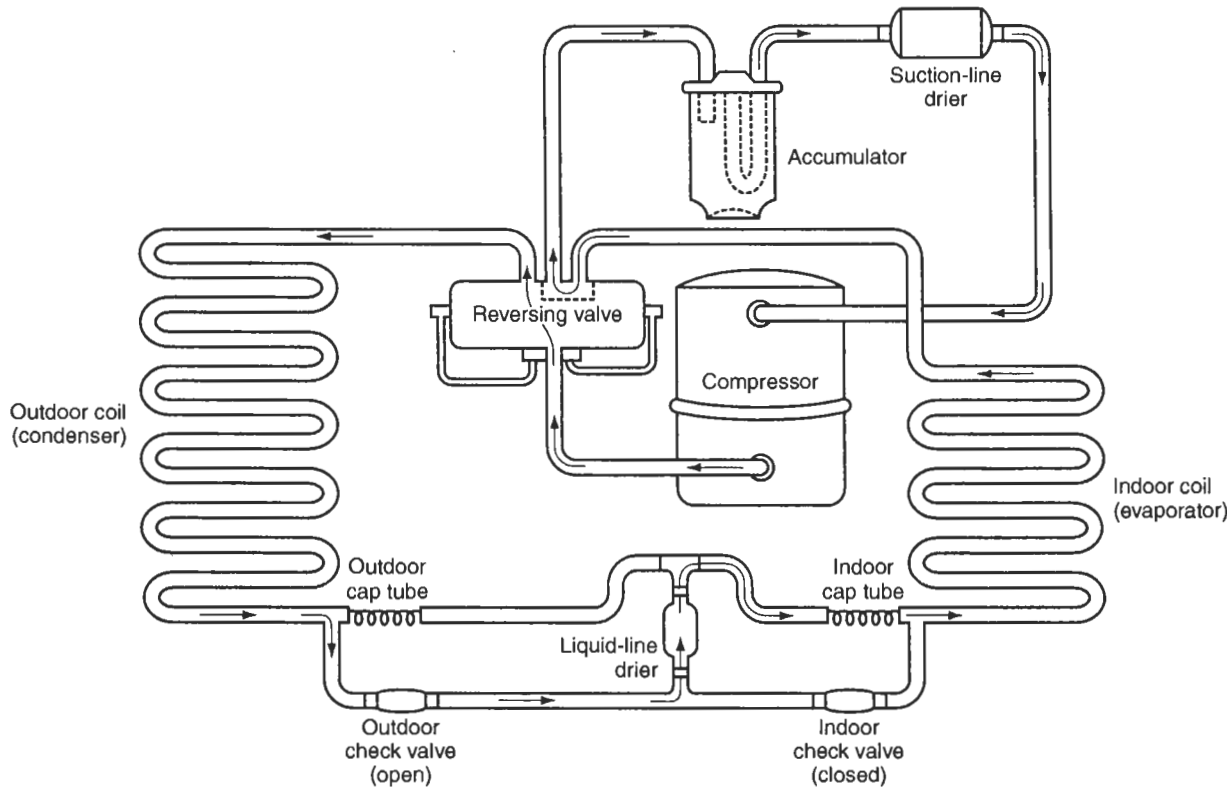 Suction-line
drier
Accumulator
Reversing valve
Compressor
Outdoor coil
(condenser)
Indoor coil
(evaporator)
Outdoor
cap tube
Indoor
cap tube
Liquid-line
drier
Outdoor
check valve
(open)
Indoor
check valve
(closed)